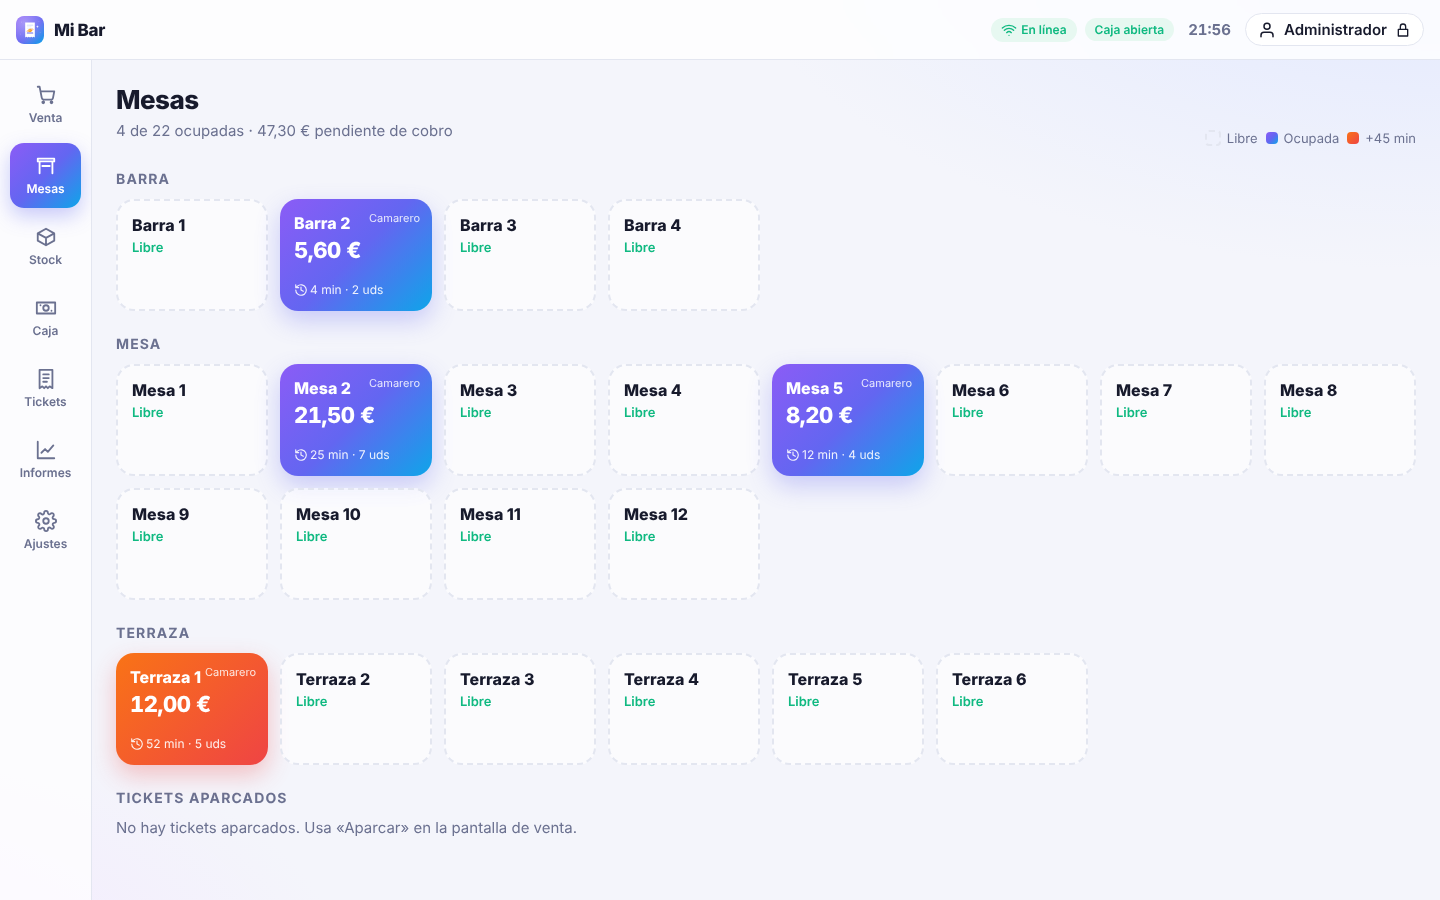 Mi Bar
En línea
Caja abierta
21:56
Administrador
Venta
Mesas
Stock
Caja
Tickets
Informes
Ajustes
Mesas
4 de 22 ocupadas · 47,30 € pendiente de cobro
Libre
Ocupada
+45 min
BARRA
Barra 1
Libre
Barra 2
Camarero
5,60 €
4 min · 2 uds
Barra 3
Libre
Barra 4
Libre
MESA
Mesa 1
Libre
Mesa 2
Camarero
21,50 €
25 min · 7 uds
Mesa 3
Libre
Mesa 4
Libre
Mesa 5
Camarero
8,20 €
12 min · 4 uds
Mesa 6
Libre
Mesa 7
Libre
Mesa 8
Libre
Mesa 9
Libre
Mesa 10
Libre
Mesa 11
Libre
Mesa 12
Libre
TERRAZA
Terraza 1
Camarero
12,00 €
52 min · 5 uds
Terraza 2
Libre
Terraza 3
Libre
Terraza 4
Libre
Terraza 5
Libre
Terraza 6
Libre
TICKETS APARCADOS
No hay tickets aparcados. Usa «Aparcar» en la pantalla de venta.